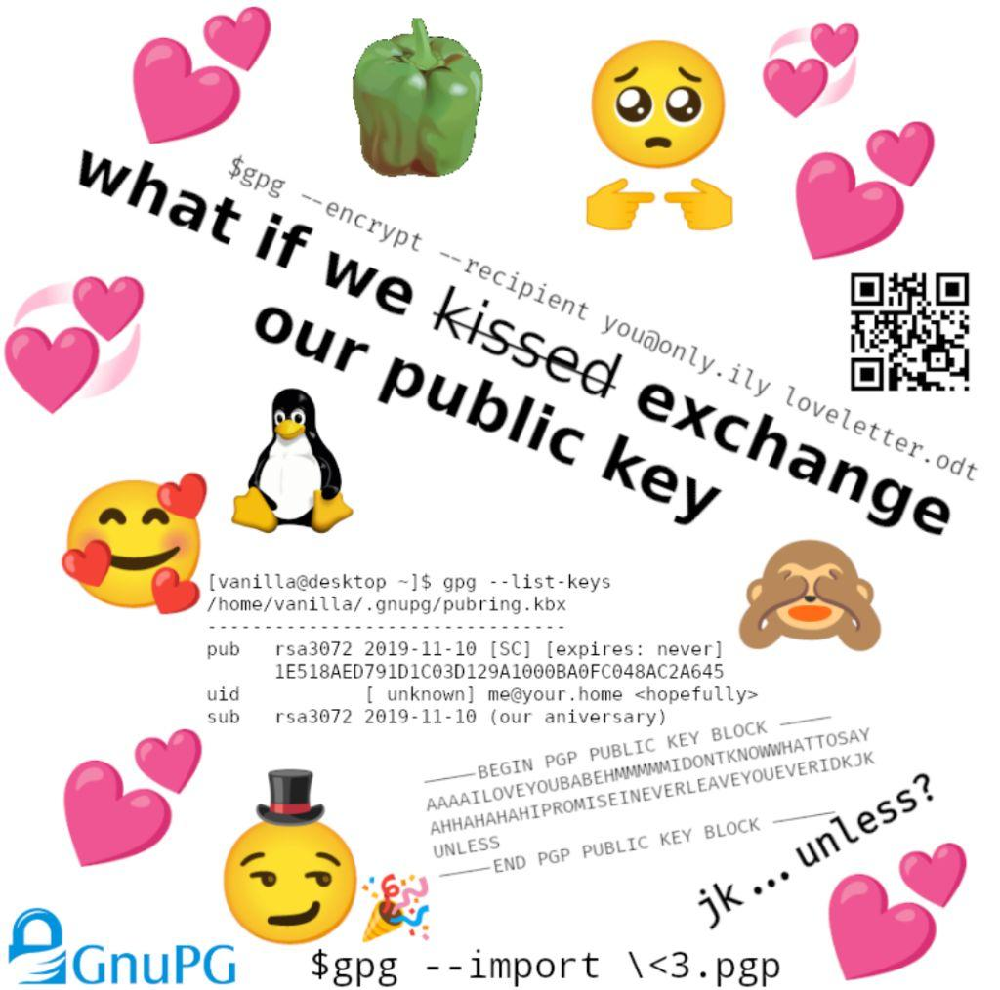 $gpg --encrypt --recipient you@only.ily loveletter.odt
what if we kissed exchange
our public key
[vanilla@desktop ~]$ gpg --list-keys
/home/vanilla/.gnupg/pubring.kbx
--------------------------------
pub   rsa3072 2019-11-10 [SC] [expires: never]
      1E518AED791D1C03D129A1000BA0FC048AC2A645
uid           [ unknown] me@your.home <hopefully>
sub   rsa3072 2019-11-10 (our aniversary)
-----BEGIN PGP PUBLIC KEY BLOCK -----
AAAAILOVEYOUBABEHMMMMMMIDONTKNOWWHATTOSAY
AHHAHAHAHIPROMISEINEVERLEAVEYOUEVERIDKJK
UNLESS
-----END PGP PUBLIC KEY BLOCK -----
jk... unless?
GnuPG
$gpg --import \<3.pgp